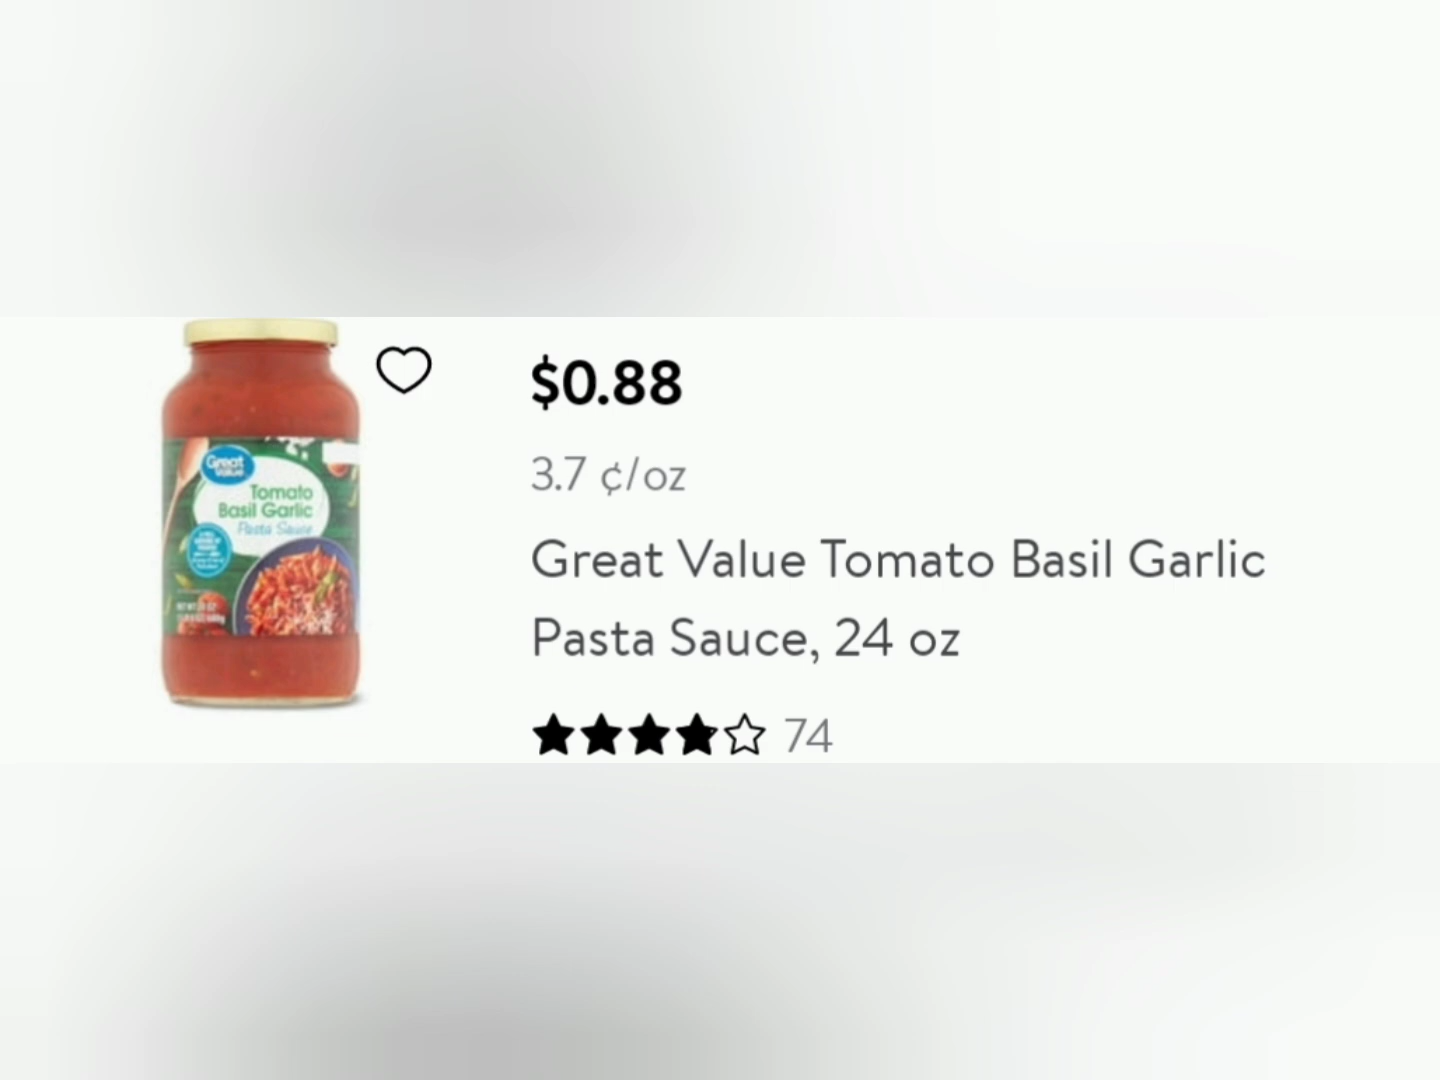 $0.88
3.7 ¢/oz
Great Value Tomato Basil Garlic
Pasta Sauce, 24 oz
74
Great
Value
Tomato
Basil Garlic
Pasta Sauce